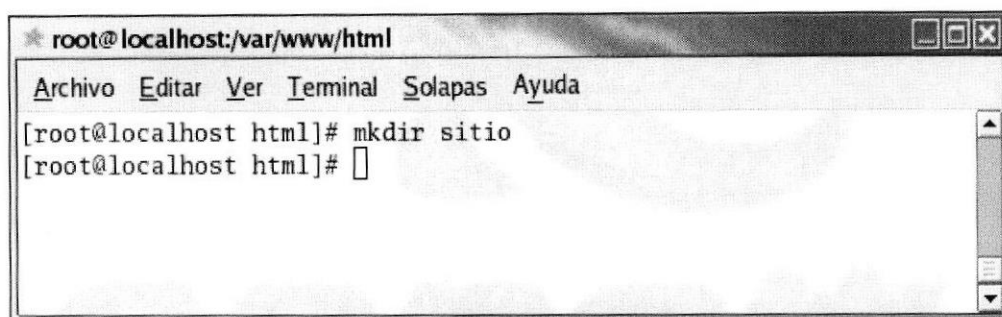 root@localhost:/var/www/html
Archivo Editar Ver Terminal Solapas Ayuda
[root@localhost html]# mkdir sitio
[root@localhost html]#